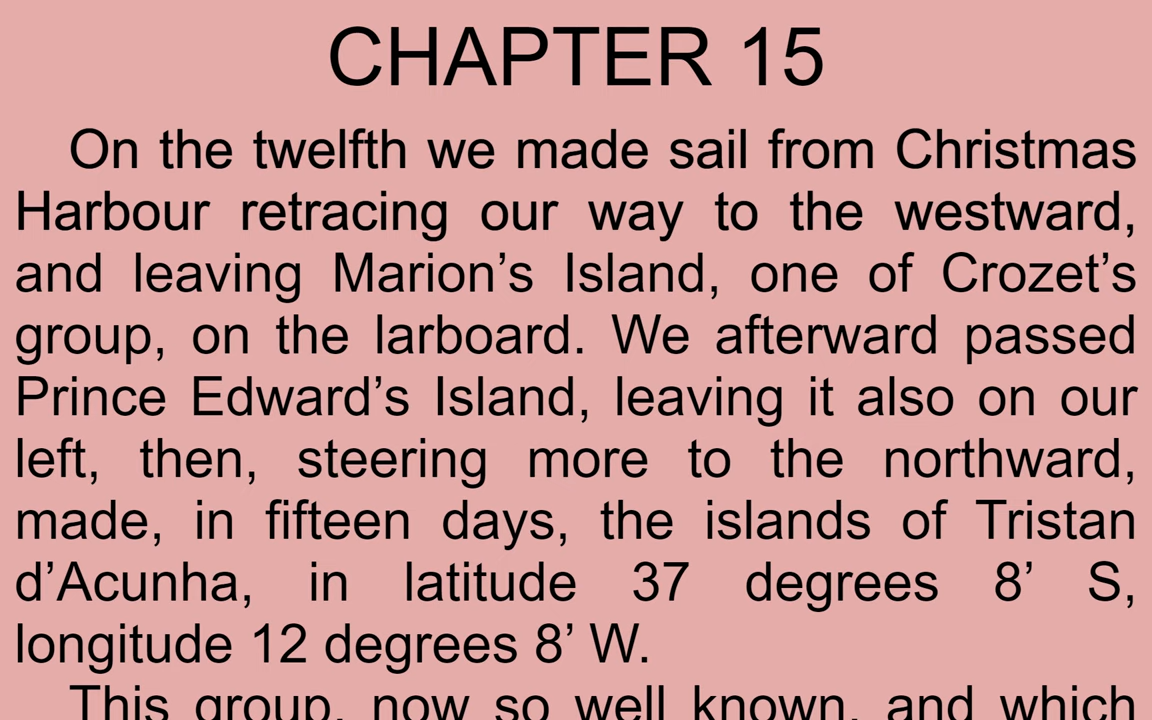 CHAPTER 15
On the twelfth we made sail from Christmas
Harbour retracing our way to the westward,
and leaving Marion’s Island, one of Crozet’s
group, on the larboard. We afterward passed
Prince Edward’s Island, leaving it also on our
left, then, steering more to the northward,
made, in fifteen days, the islands of Tristan
d’Acunha, in latitude 37 degrees 8’ S,
longitude 12 degrees 8’ W.
This group, now so well known, and which